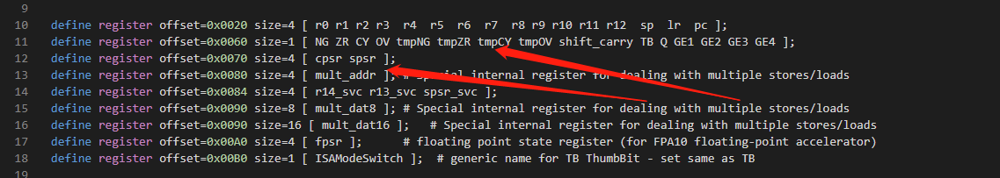 9
10 define register offset=0x0020 size=4 [ r0 r1 r2 r3 r4 r5 r6 r7 r8 r9 r10 r11 r12 sp lr pc ];
11 define register offset=0x0060 size=1 [ NG ZR CY OV tmpNG tmpZR tmpCY tmpOV shift_carry TB Q GE1 GE2 GE3 GE4 ];
12 define register offset=0x0070 size=4 [ cpsr spsr ];
13 define register offset=0x0080 size=4 [ mult_addr ]; # Special internal register for dealing with multiple stores/loads
14 define register offset=0x0084 size=4 [ r14_svc r13_svc spsr_svc ];
15 define register offset=0x0090 size=8 [ mult_dat8 ]; # Special internal register for dealing with multiple stores/loads
16 define register offset=0x0090 size=16 [ mult_dat16 ]; # Special internal register for dealing with multiple stores/loads
17 define register offset=0x00A0 size=4 [ fpsr ]; # floating point state register (for FPA10 floating-point accelerator)
18 define register offset=0x00B0 size=1 [ ISAModeSwitch ]; # generic name for TB ThumbBit - set same as TB
19